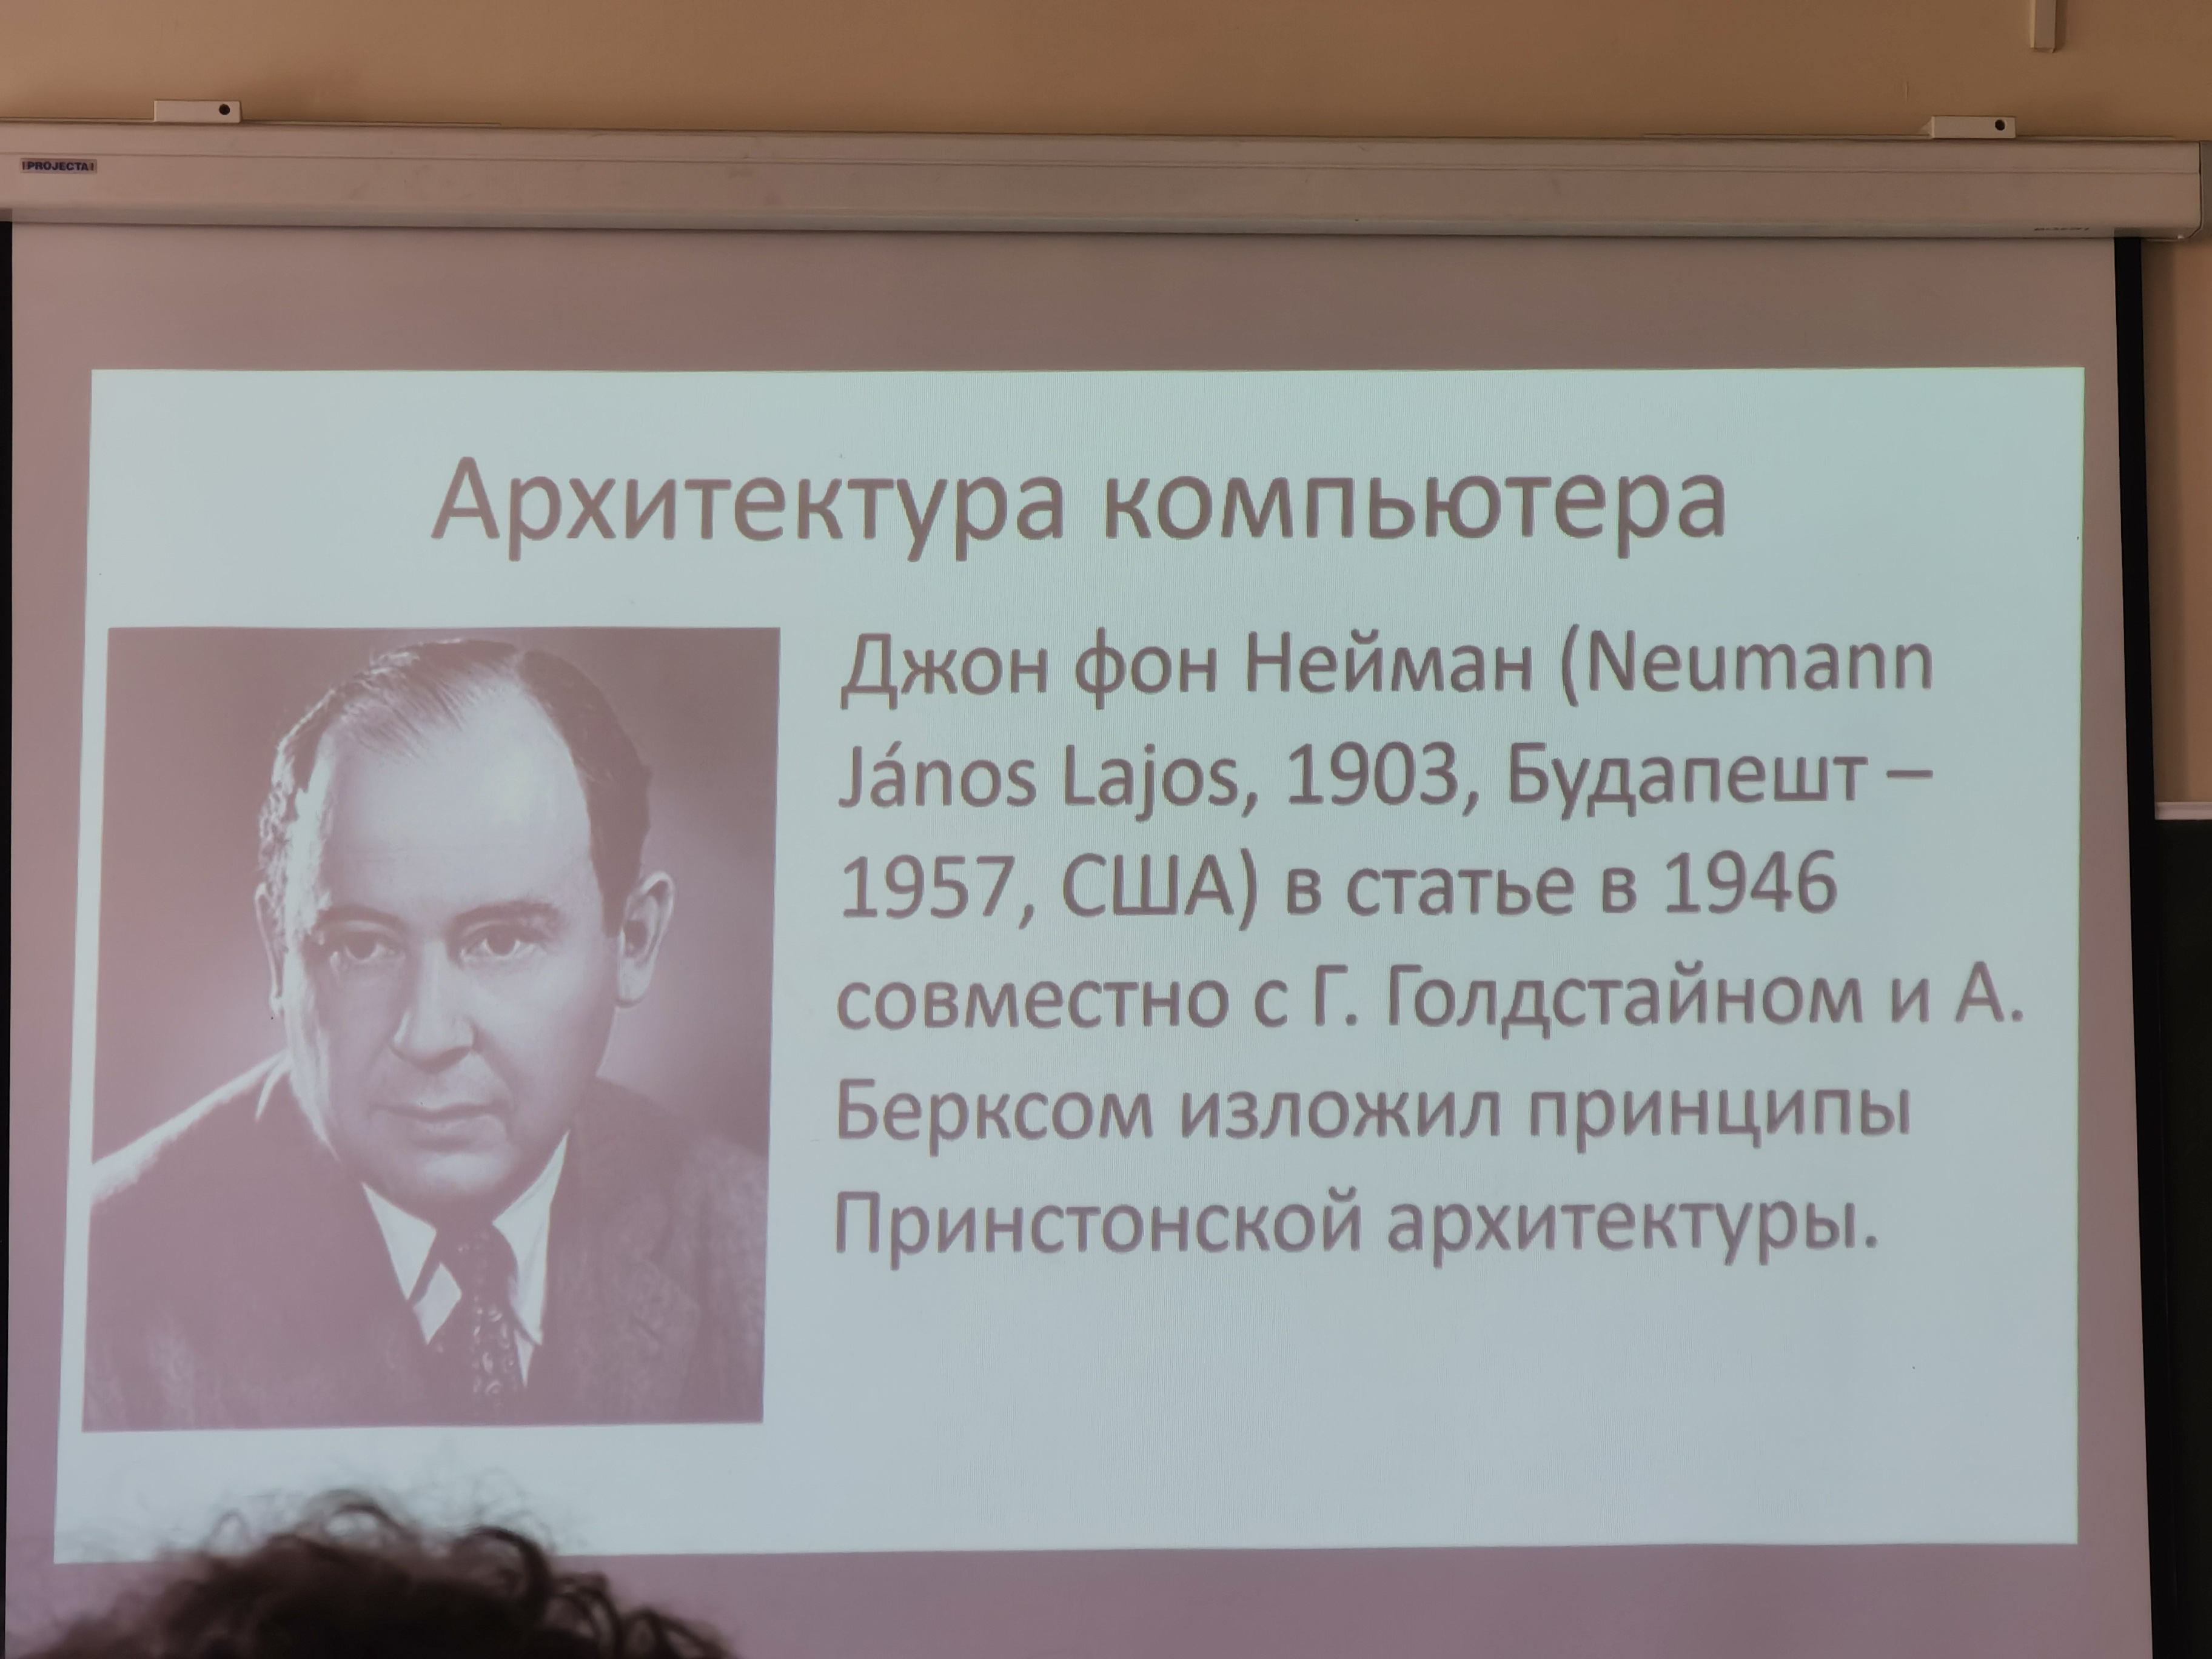 PROJECTA
Архитектура компьютера
Джон фон Нейман (Neumann
János Lajos, 1903, Будапешт –
1957, США) в статье в 1946
совместно с Г. Голдстайном и А.
Берксом изложил принципы
Принстонской архитектуры.